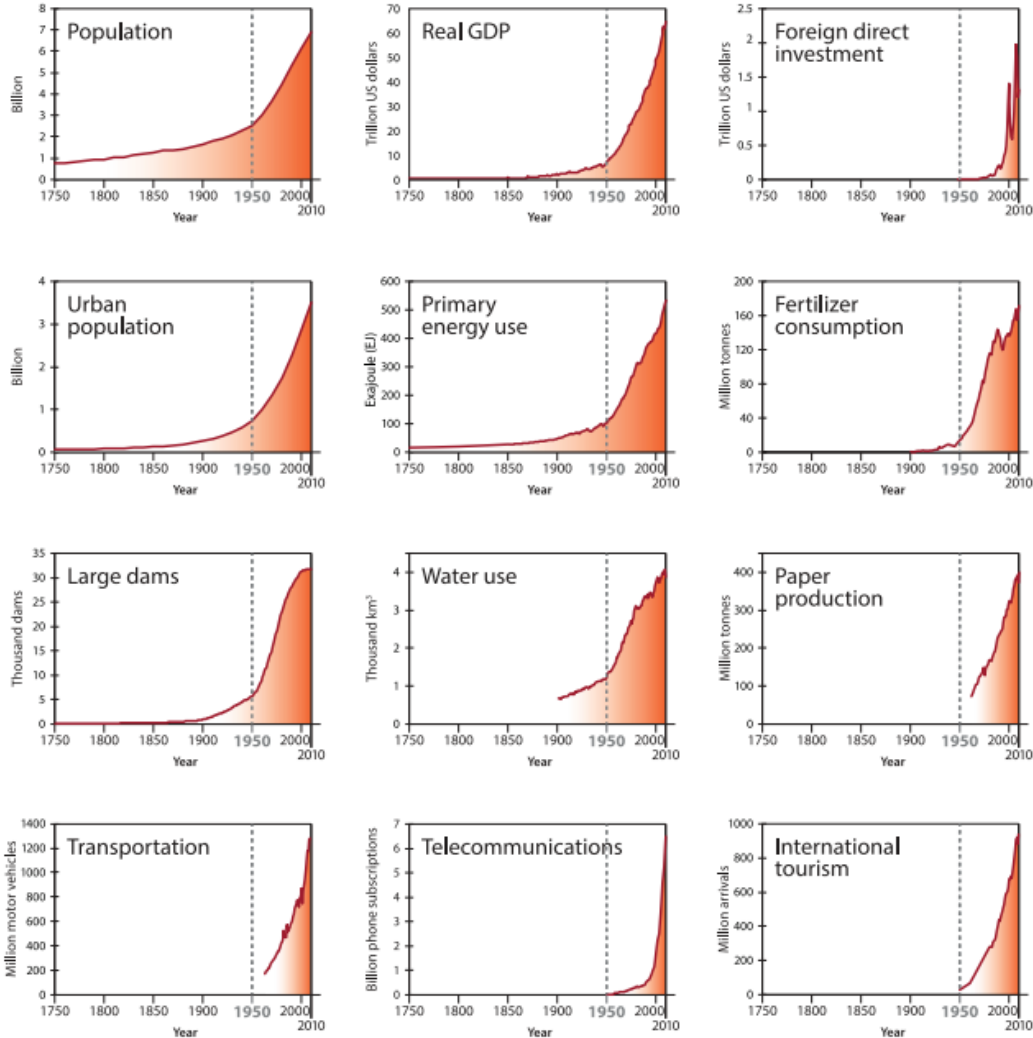 Population
8
7
6
5
4
3
2
1
0
Billion
1750 1800 1850 1900 1950 2000
2010
Year
Real GDP
70
60
50
40
30
20
10
0
Trillion US dollars
1750 1800 1850 1900 1950 2000
2010
Year
Foreign direct
investment
2.5
2
1.5
1
0.5
0
Trillion US dollars
1750 1800 1850 1900 1950 2000
2010
Year
Urban
population
4
3
2
1
0
Billion
1750 1800 1850 1900 1950 2000
2010
Year
Primary
energy use
600
500
400
300
200
100
0
Exajoule (EJ)
1750 1800 1850 1900 1950 2000
2010
Year
Fertilizer
consumption
200
160
120
80
40
0
Million tonnes
1750 1800 1850 1900 1950 2000
2010
Year
Large dams
35
30
25
20
15
10
5
0
Thousand dams
1750 1800 1850 1900 1950 2000
2010
Year
Water use
4
3
2
1
0
Thousand km³
1750 1800 1850 1900 1950 2000
2010
Year
Paper
production
400
300
200
100
0
Million tonnes
1750 1800 1850 1900 1950 2000
2010
Year
Transportation
1400
1200
1000
800
600
400
200
0
Million motor vehicles
1750 1800 1850 1900 1950 2000
2010
Year
Telecommunications
7
6
5
4
3
2
1
0
Billion phone subscriptions
1750 1800 1850 1900 1950 2000
2010
Year
International
tourism
1000
800
600
400
200
0
Million arrivals
1750 1800 1850 1900 1950 2000
2010
Year